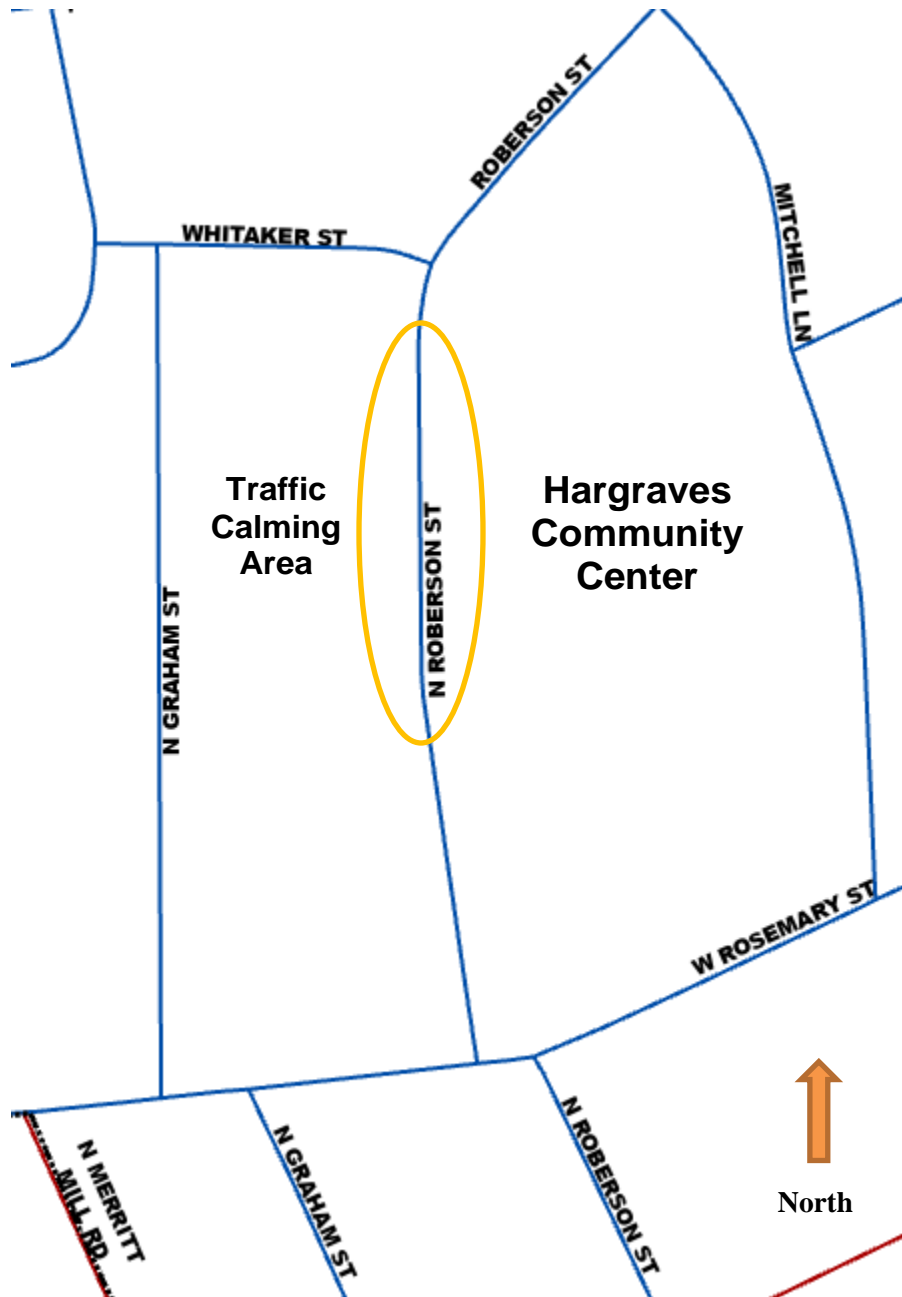 ROBERSON ST
MITCHELL LN
WHITAKER ST
Traffic
Calming
Area
Hargraves
Community
Center
N ROBERSON ST
N GRAHAM ST
W ROSEMARY ST
N MERRITT
MILL RD
N GRAHAM ST
N ROBERSON ST
North